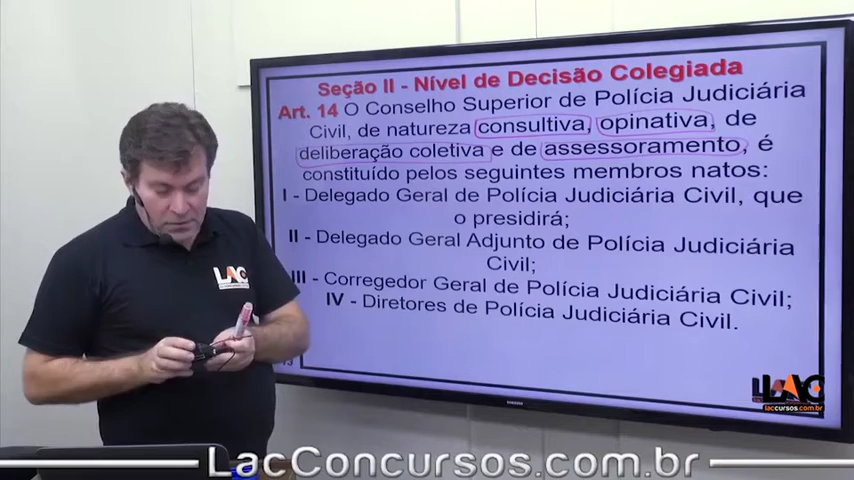 Seção II - Nível de Decisão Colegiada
Art. 14 O Conselho Superior de Polícia Judiciária
Civil, de natureza consultiva, opinativa, de
deliberação coletiva e de assessoramento, é
constituído pelos seguintes membros natos:
I - Delegado Geral de Polícia Judiciária Civil, que
o presidirá;
II - Delegado Geral Adjunto de Polícia Judiciária
Civil;
III - Corregedor Geral de Polícia Judiciária Civil;
IV - Diretores de Polícia Judiciária Civil.
LAC
LAC
laccursos.com.br
SAMSUNG
LacConcursos.com.br